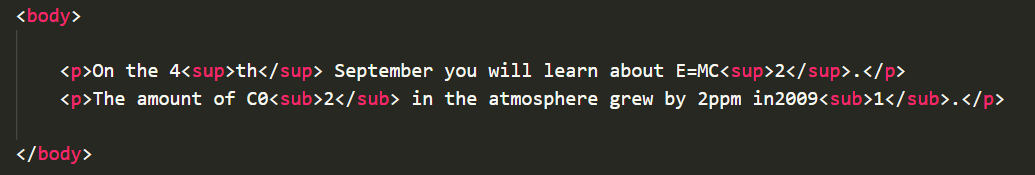 <body>
<p>On the 4<sup>th</sup> September you will learn about E=MC<sup>2</sup>.</p>
<p>The amount of C0<sub>2</sub> in the atmosphere grew by 2ppm in2009<sub>1</sub>.</p>
</body>